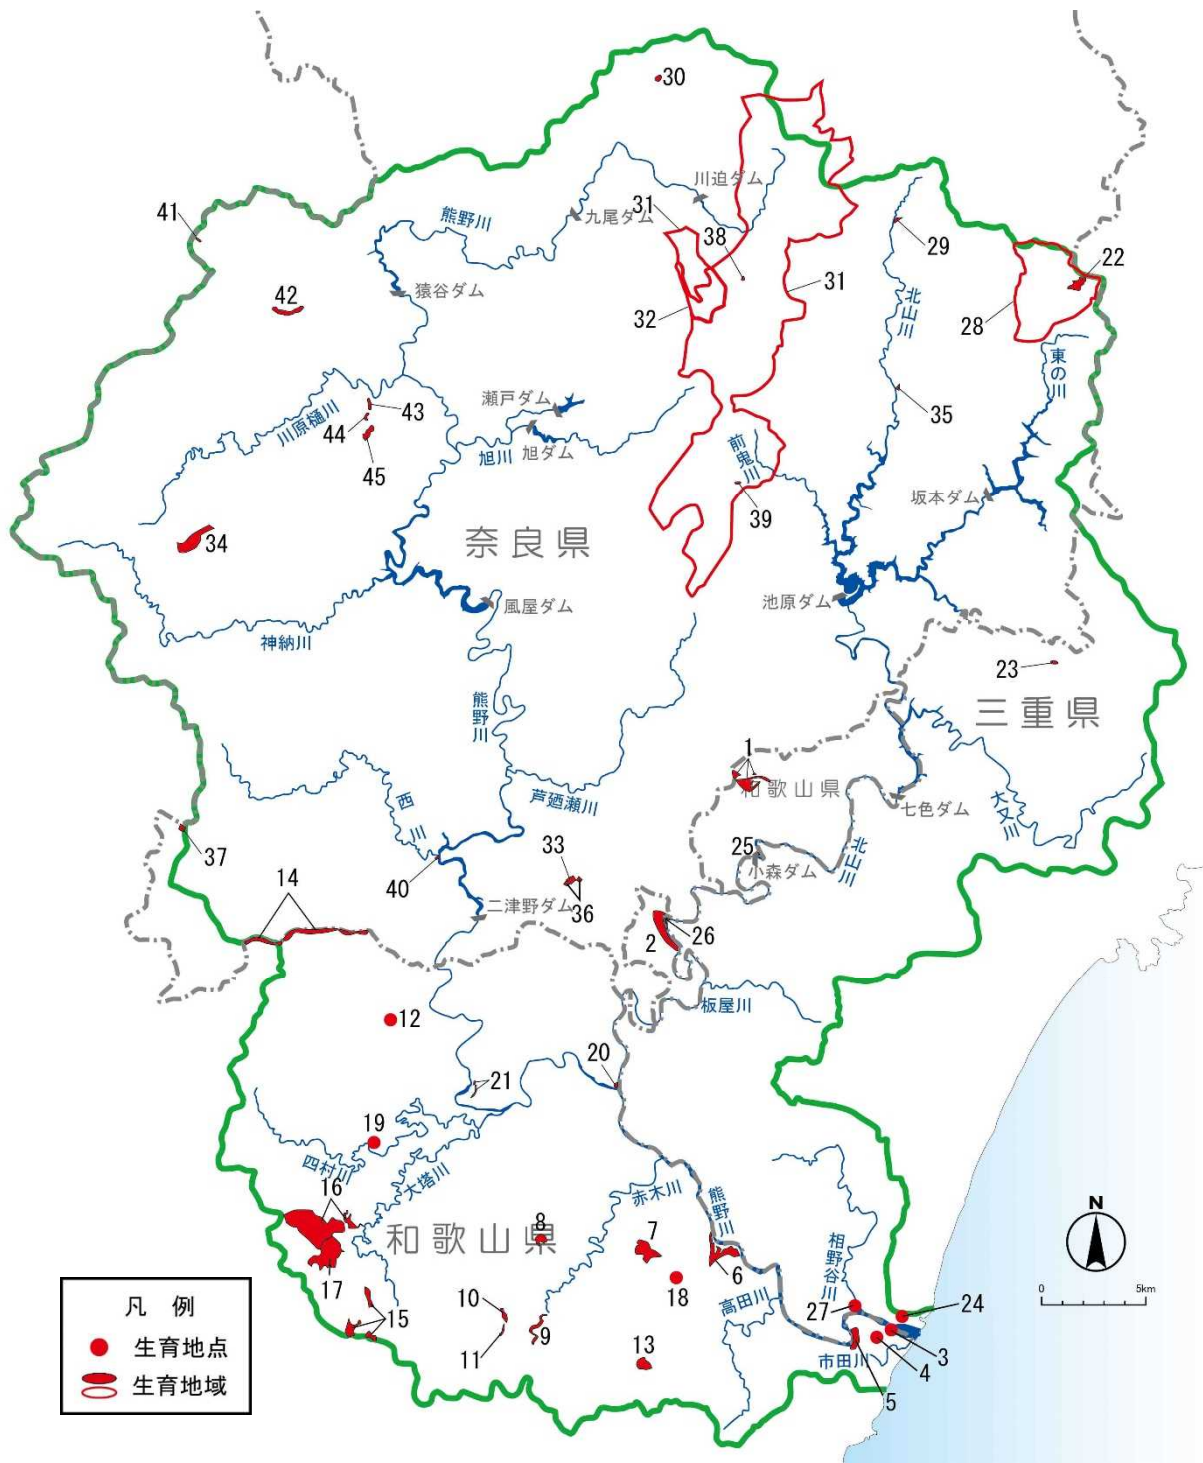 30
川迫ダム
31
41
熊野川
九尾ダム
38
29
22
42
猿谷ダム
32
31
北山川
28
東の川
瀬戸ダム
35
川原樋川
43
44
旭川
旭ダム
前鬼川
45
坂本ダム
39
34
奈良県
池原ダム
風屋ダム
神納川
23
三重県
熊野川
1
和歌山県
芦廼瀬川
七色ダム
大又川
西川
37
33
25
小森ダム
北山川
40
14
36
二津野ダム
2
26
板屋川
12
20
21
19
四村川
大塔川
赤木川
16
熊野川
和歌山県
8
7
相野谷川
N
17
6
18
高田川
27
24
0
5km
凡 例
生育地点
生育地域
15
10
11
9
13
市田川
3
4
5